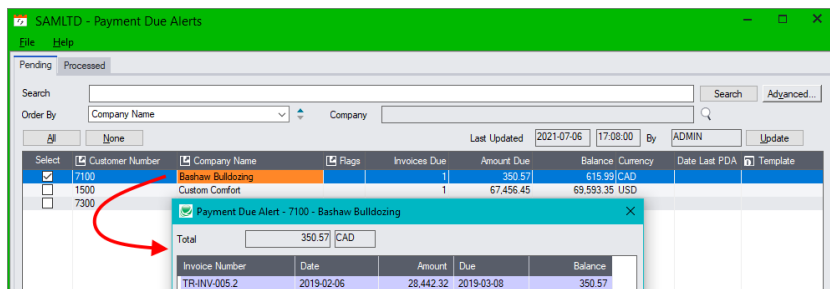 SAMLTD - Payment Due Alerts
File Help
Pending Processed
Search Search Advanced...
Order By Company Name Company
All None Last Updated 2021-07-06 17:08:00 By ADMIN Update
Select Customer Number Company Name Flags Invoices Due Amount Due Balance Currency Date Last PDA Template
7100 Bashaw Bulldozing 1 350.57 615.99 CAD
1500 Custom Comfort 1 67,456.45 69,593.35 USD
7300
Payment Due Alert - 7100 - Bashaw Bulldozing
Total 350.57 CAD
Invoice Number Date Amount Due Balance
TR-INV-005.2 2019-02-06 28,442.32 2019-03-08 350.57